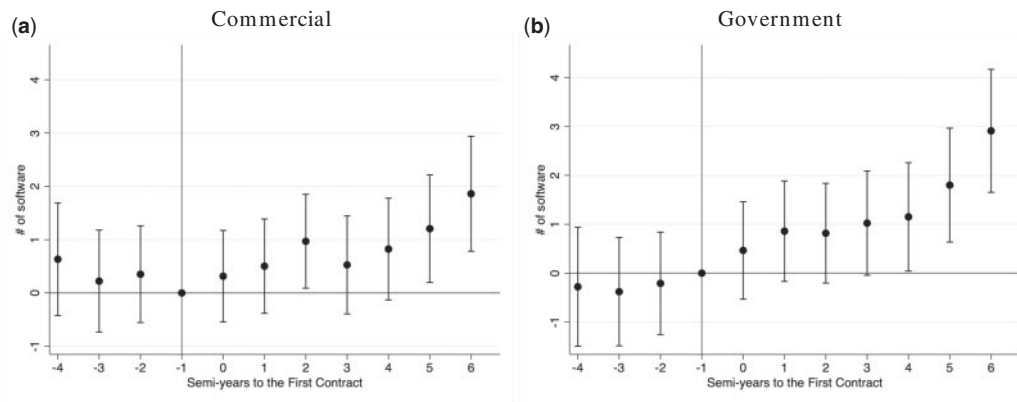 (a)
Commercial
# of software
4
3
2
1
0
-1
-4 -3 -2 -1 0 1 2 3 4 5 6
Semi-years to the First Contract
(b)
Government
# of software
4
3
2
1
0
-1
-4 -3 -2 -1 0 1 2 3 4 5 6
Semi-years to the First Contract